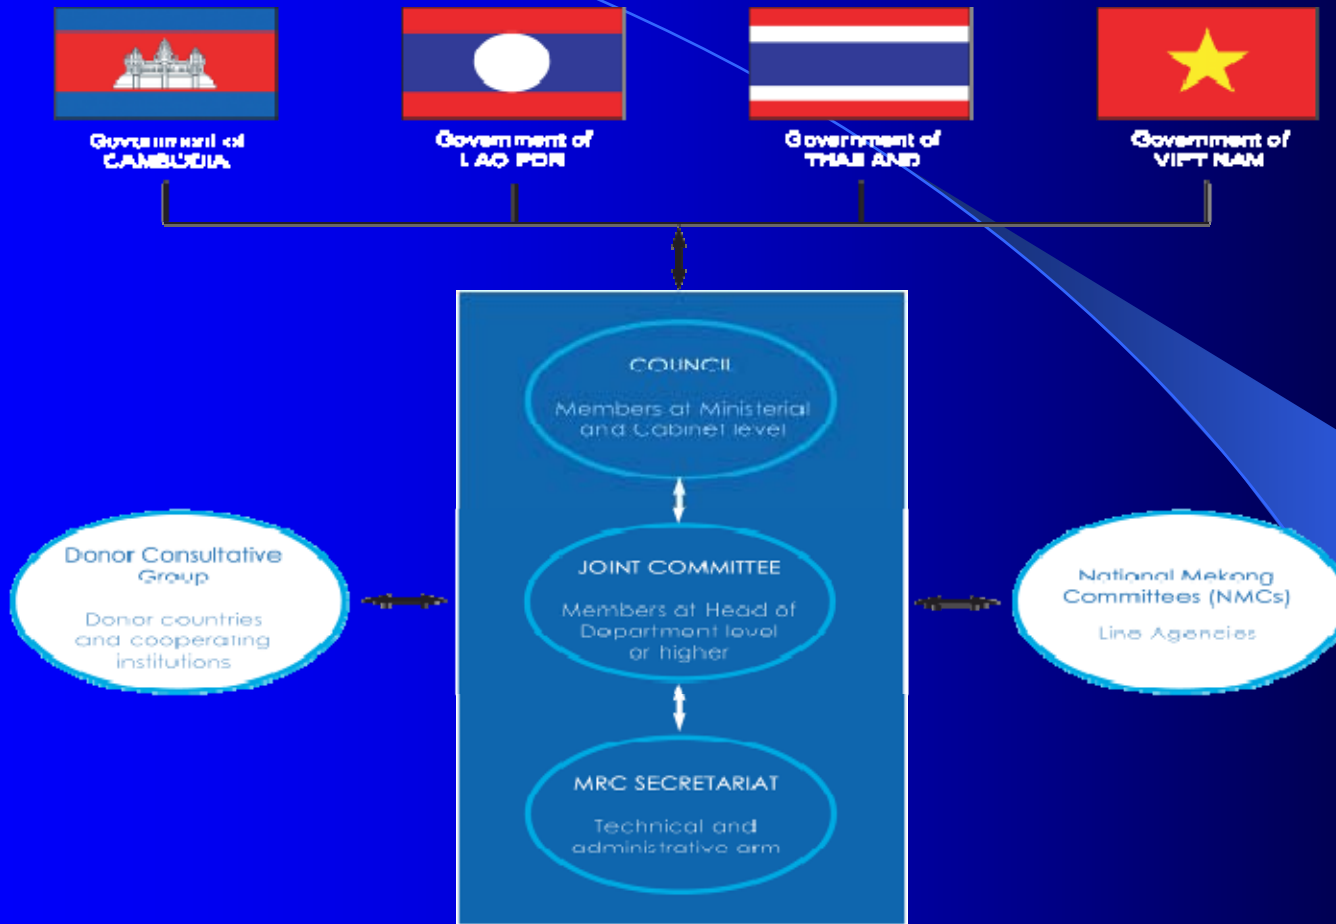 Government of
CAMBODIA
Government of
LAO PDR
Government of
THAILAND
Government of
VIET NAM
COUNCIL
Members at Ministerial
and Cabinet level
Donor Consultative
Group
Donor countries
and cooperating
institutions
JOINT COMMITTEE
Members at Head of
Department level
or higher
National Mekong
Committees (NMCs)
Line Agencies
MRC SECRETARIAT
Technical and
administrative arm